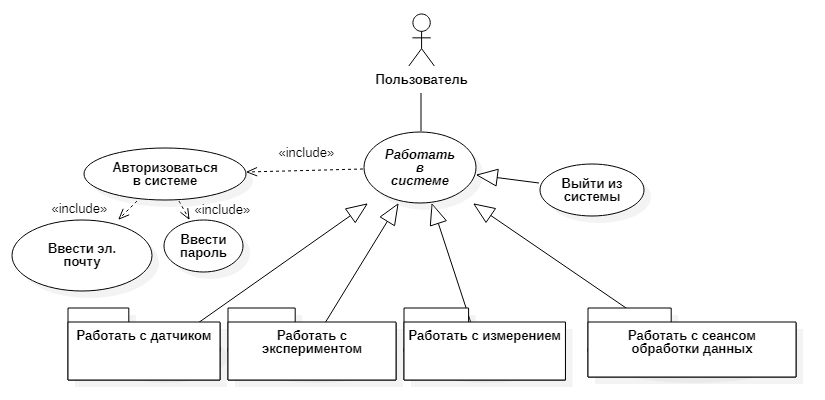 Пользователь
«include»
Работать
в
системе
Авторизоваться
в системе
Выйти из
системы
«include»
«include»
Ввести эл.
почту
Ввести
пароль
Работать с датчиком
Работать с
экспериментом
Работать с измерением
Работать с сеансом
обработки данных